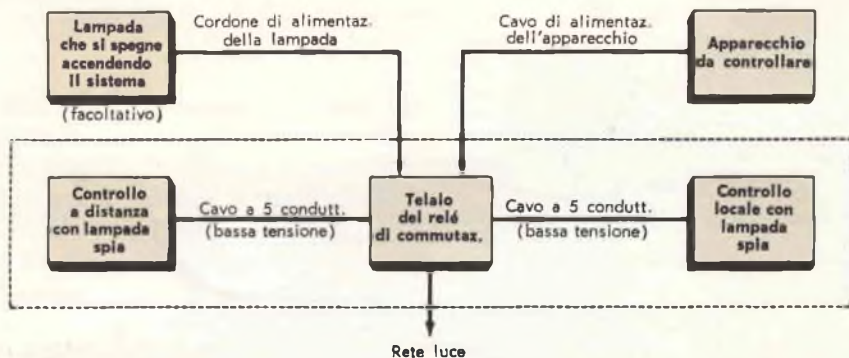 Lampada
che si spegne
accendendo
il sistema
(facoltativo)
Cordone di alimentaz.
della lampada
Cavo di alimentaz.
dell'apparecchio
Apparecchio
da controllare
Controllo
a distanza
con lampada
spia
Cavo a 5 condutt.
(bassa tensione)
Telaio
del relé
di commutaz.
Cavo a 5 condutt.
(bassa tensione)
Controllo
locale con
lampada
spia
Rete luce